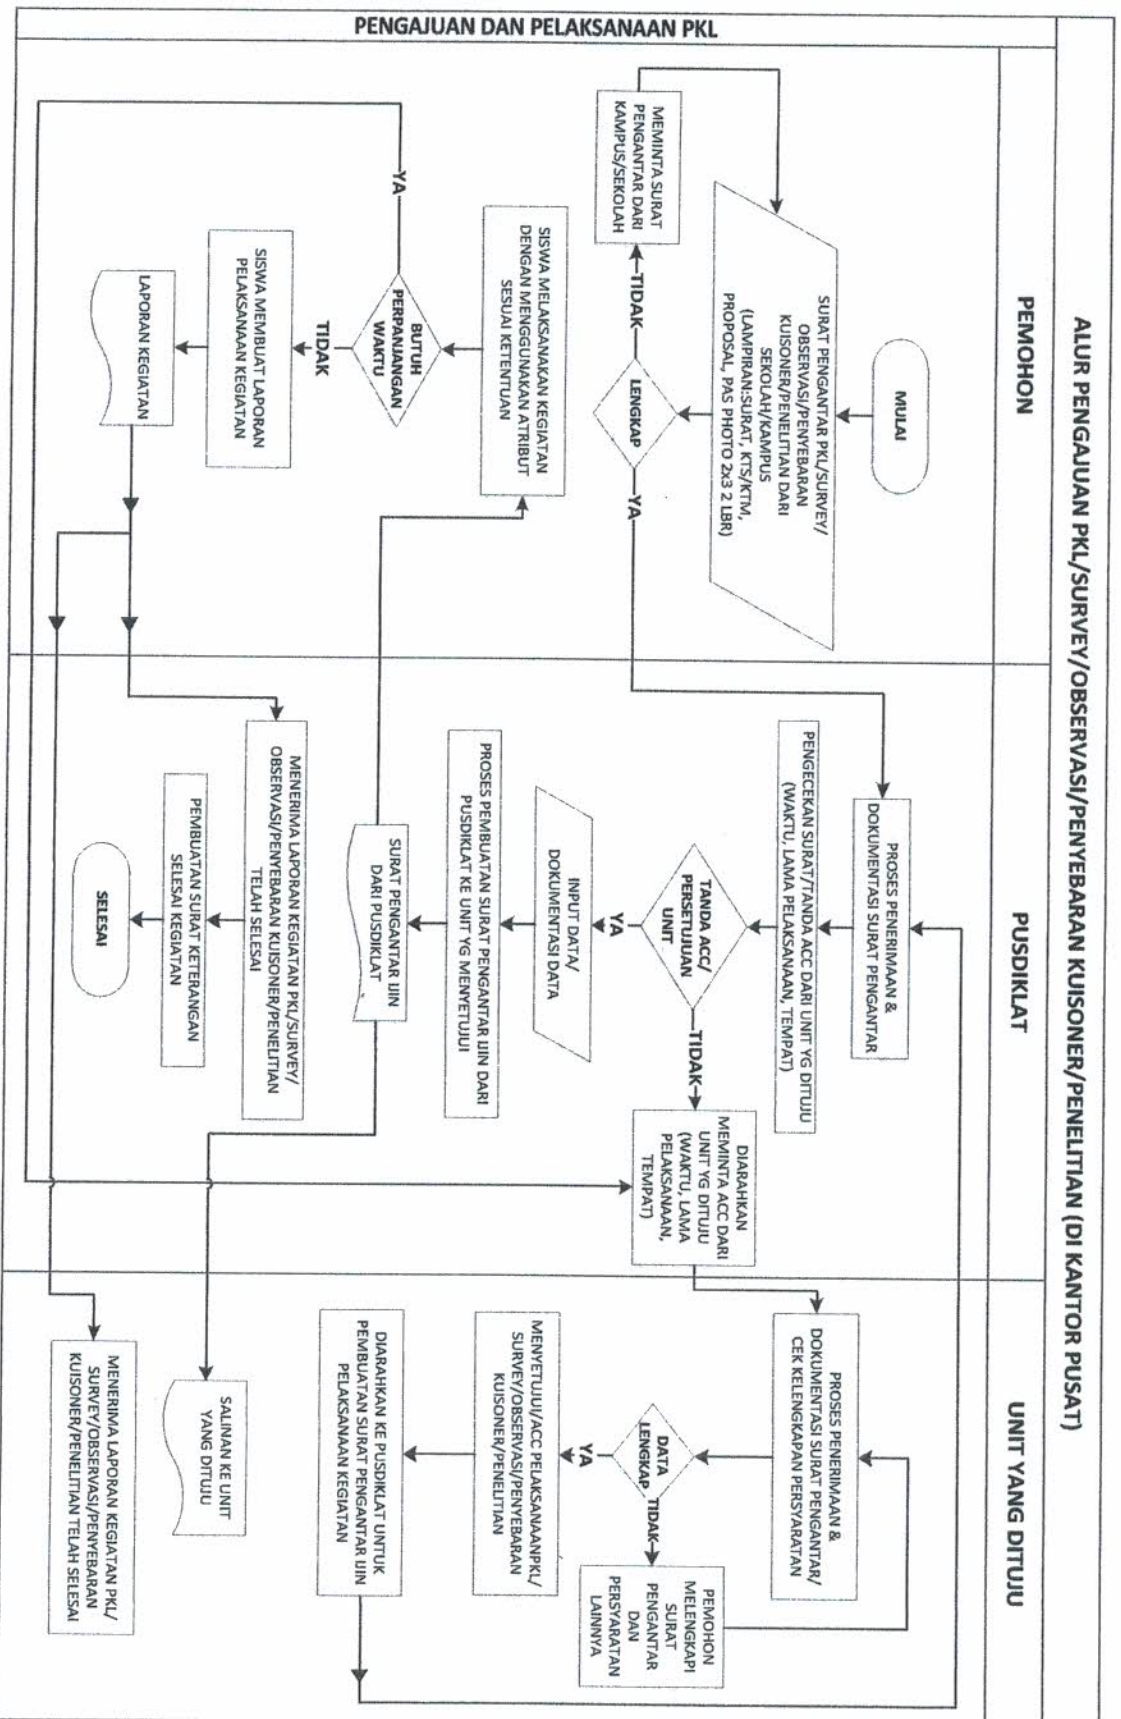 ALUR PENGAJUAN PKL/SURVEY/OBSERVASI/PENYEBARAN KUISONER/PENELITIAN (DI KANTOR PUSAT)
PENGAJUAN DAN PELAKSANAAN PKL
PEMOHON
MULAI
SURAT PENGANTAR PKL/SURVEY/
OBSERVASI/PENYEBARAN
KUISONER/PENELITIAN DARI
SEKOLAH/KAMPUS
(LAMPIRAN:SURAT, KTS/KTM,
PROPOSAL, PAS PHOTO 2x3 2 LBR)
MEMINTA SURAT
PENGANTAR DARI
KAMPUS/SEKOLAH
TIDAK
LENGKAP
YA
SISWA MELAKSANAKAN KEGIATAN
DENGAN MENGGUNAKAN ATRIBUT
SESUAI KETENTUAN
YA
BUTUH
PERPANJANGAN
WAKTU
TIDAK
SISWA MEMBUAT LAPORAN
PELAKSANAAN KEGIATAN
LAPORAN KEGIATAN
PUSDIKLAT
PROSES PENERIMAAN &
DOKUMENTASI SURAT PENGANTAR
PENGECEKAN SURAT/TANDA ACC DARI UNIT YG DITUJU
(WAKTU, LAMA PELAKSANAAN, TEMPAT)
TANDA ACC/
PERSETUJUAN
UNIT
TIDAK
DIARAHKAN
MEMINTA ACC DARI
UNIT YG DITUJU
(WAKTU, LAMA
PELAKSANAAN,
TEMPAT)
YA
INPUT DATA/
DOKUMENTASI DATA
PROSES PEMBUATAN SURAT PENGANTAR IJIN DARI
PUSDIKLAT KE UNIT YG MENYETUJUI
SURAT PENGANTAR IJIN
DARI PUSDIKLAT
MENERIMA LAPORAN KEGIATAN PKL/SURVEY/
OBSERVASI/PENYEBARAN KUISONER/PENELITIAN
TELAH SELESAI
PEMBUATAN SURAT KETERANGAN
SELESAI KEGIATAN
SELESAI
UNIT YANG DITUJU
PROSES PENERIMAAN &
DOKUMENTASI SURAT PENGANTAR/
CEK KELENGKAPAN PERSYARATAN
DATA
LENGKAP
TIDAK
PEMOHON
MELENGKAPI
SURAT
PENGANTAR
DAN
PERSYARATAN
LAINNYA
YA
MENYETUJUI/ACC PELAKSANAANPKL/
SURVEY/OBSERVASI/PENYEBARAN
KUISONER/PENELITIAN
DIARAHKAN KE PUSDIKLAT UNTUK
PEMBUATAN SURAT PENGANTAR IJIN
PELAKSANAAN KEGIATAN
SALINAN KE UNIT
YANG DITUJU
MENERIMA LAPORAN KEGIATAN PKL/
SURVEY/OBSERVASI/PENYEBARAN
KUISONER/PENELITIAN TELAH SELESAI